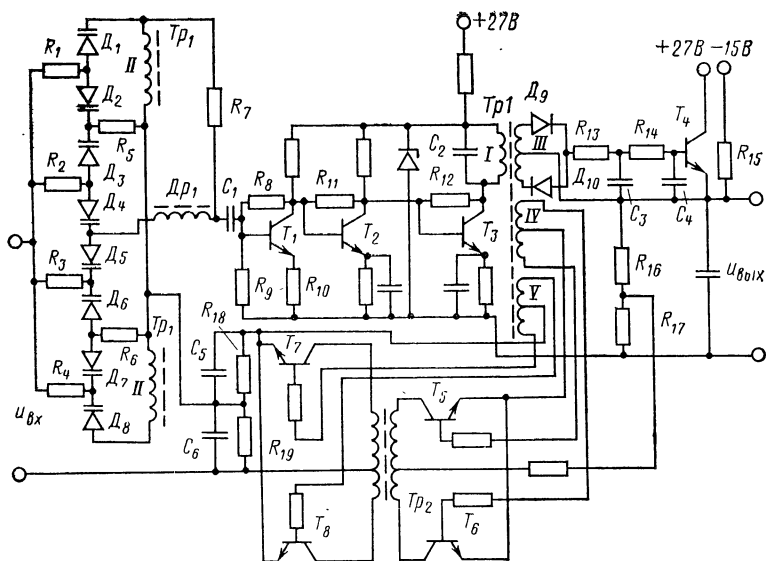 +27В
+27В -15В
Д₁
Тр₁
II
R₁
Д₂
R₅
R₇
Тр1
Д₉
R₁₃
R₁₄
T₄
R₁₅
C₂
I
III
Д₁₀
C₃
C₄
R₂
Д₃
Д₄
Др₁
C₁
R₈
R₁₁
R₁₂
T₁
T₂
T₃
IV
R₃
Д₅
Д₆
R₉
R₁₀
V
R₁₆
uвых
R₁₇
Тр₁
R₆
R₁₈
C₅
T₇
T₅
R₄
Д₇
II
Д₈
uвх
C₆
R₁₉
T₈
Тр₂
T₆